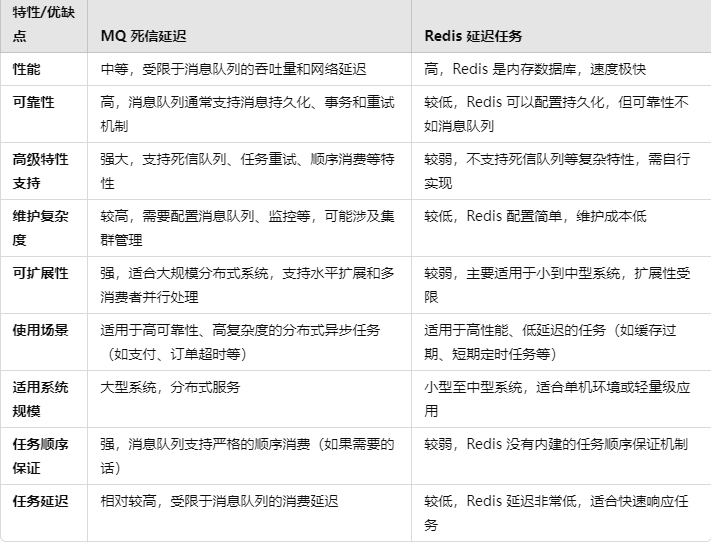 特性/优缺点 MQ 死信延迟 Redis 延迟任务
性能 中等，受限于消息队列的吞吐量和网络延迟 高，Redis 是内存数据库，速度极快
可靠性 高，消息队列通常支持消息持久化、事务和重试机制 较低，Redis 可以配置持久化，但可靠性不如消息队列
高级特性支持 强大，支持死信队列、任务重试、顺序消费等特性 较弱，不支持死信队列等复杂特性，需自行实现
维护复杂度 较高，需要配置消息队列、监控等，可能涉及集群管理 较低，Redis 配置简单，维护成本低
可扩展性 强，适合大规模分布式系统，支持水平扩展和多消费者并行处理 较弱，主要适用于小到中型系统，扩展性受限
使用场景 适用于高可靠性、高复杂度的分布式异步任务（如支付、订单超时等） 适用于高性能、低延迟的任务（如缓存过期、短期定时任务等）
适用系统规模 大型系统，分布式服务 小型至中型系统，适合单机环境或轻量级应用
任务顺序保证 强，消息队列支持严格的顺序消费（如果需要的话） 较弱，Redis 没有内建的任务顺序保证机制
任务延迟 相对较高，受限于消息队列的消费延迟 较低，Redis 延迟非常低，适合快速响应任务